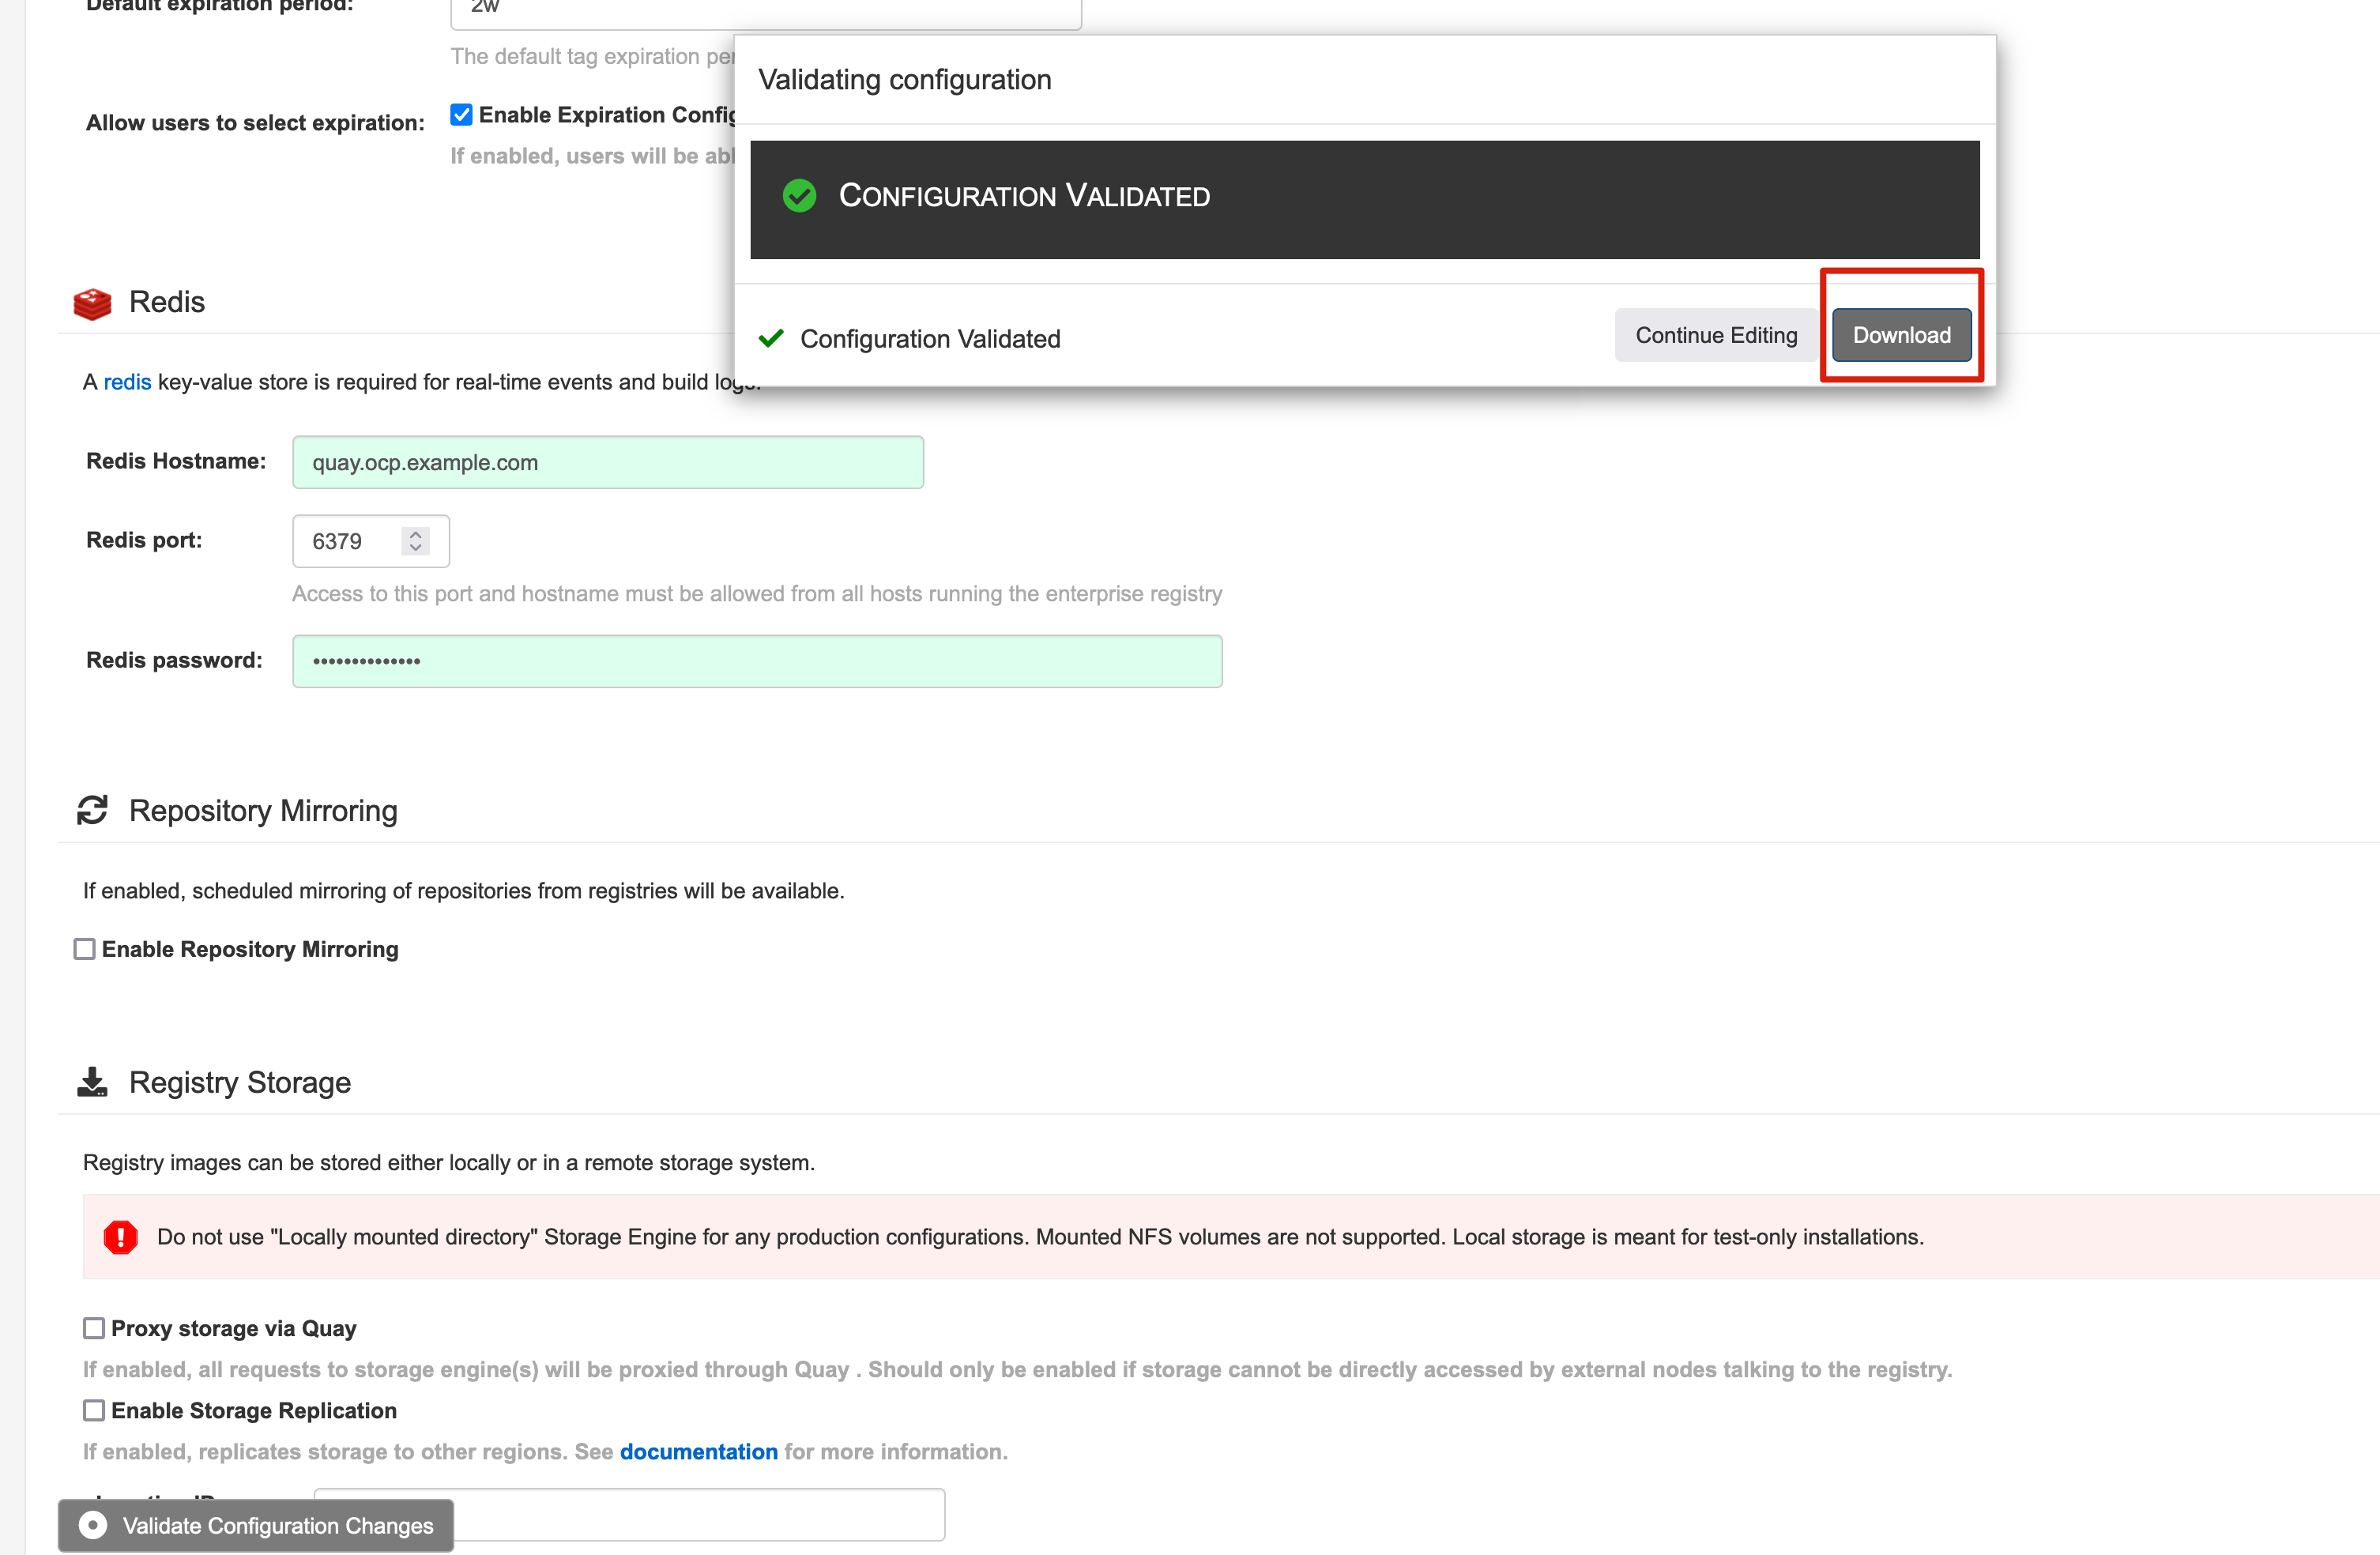 Default expiration period:
2w
The default tag expiration per
Allow users to select expiration:
Enable Expiration Config
If enabled, users will be abl
Validating configuration
CONFIGURATION VALIDATED
Configuration Validated
Continue Editing
Download
Redis
A redis key-value store is required for real-time events and build logs.
Redis Hostname:
quay.ocp.example.com
Redis port:
6379
Access to this port and hostname must be allowed from all hosts running the enterprise registry
Redis password:
••••••••••••••
Repository Mirroring
If enabled, scheduled mirroring of repositories from registries will be available.
Enable Repository Mirroring
Registry Storage
Registry images can be stored either locally or in a remote storage system.
Do not use "Locally mounted directory" Storage Engine for any production configurations. Mounted NFS volumes are not supported. Local storage is meant for test-only installations.
Proxy storage via Quay
If enabled, all requests to storage engine(s) will be proxied through Quay . Should only be enabled if storage cannot be directly accessed by external nodes talking to the registry.
Enable Storage Replication
If enabled, replicates storage to other regions. See documentation for more information.
Validate Configuration Changes